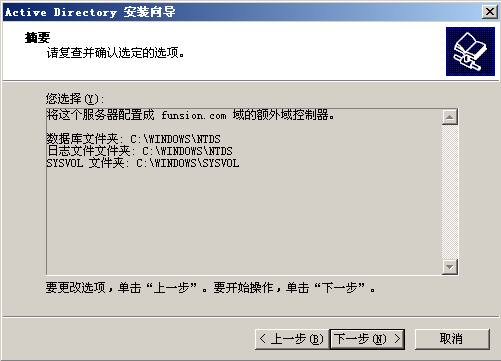 Active Directory 安装向导
摘要
请复查并确认选定的选项。
您选择(Y):
将这个服务器配置成 funsion.com 域的额外域控制器。
数据库文件夹: C:\WINDOWS\NTDS
日志文件文件夹: C:\WINDOWS\NTDS
SYSVOL 文件夹: C:\WINDOWS\SYSVOL
要更改选项，单击“上一步”。要开始操作，单击“下一步”。
< 上一步(B) 下一步(N) > 取消